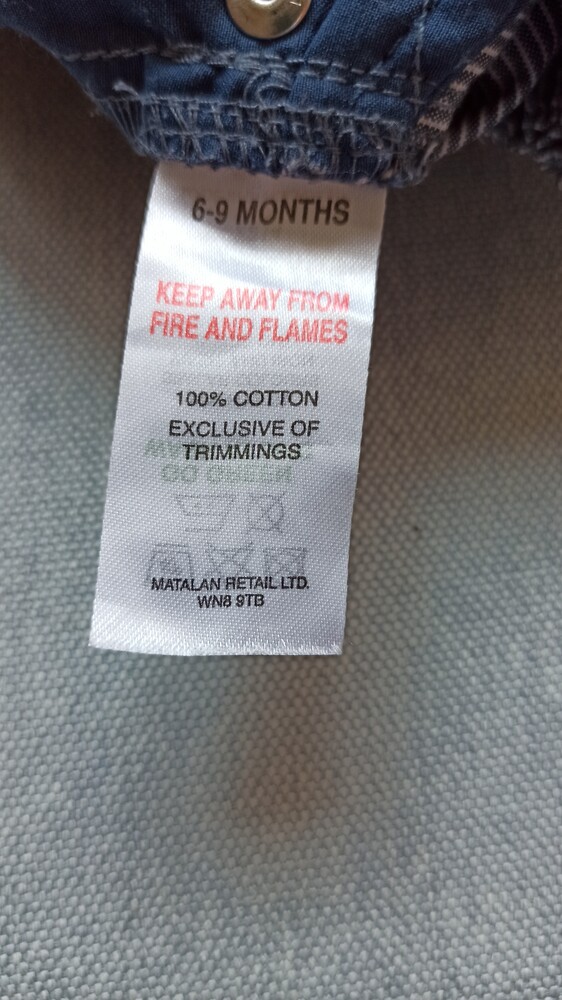 6-9 MONTHS
KEEP AWAY FROM
FIRE AND FLAMES
100% COTTON
EXCLUSIVE OF
TRIMMINGS
MATALAN RETAIL LTD.
WN8 9TB